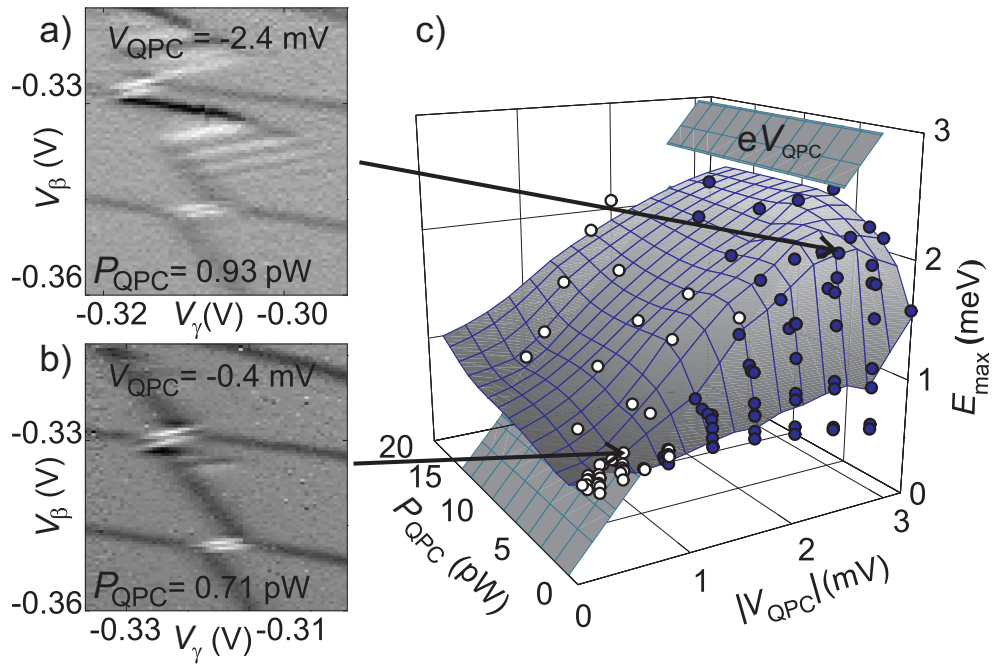 a)
V_QPC = -2.4 mV
-0.33
V_β (V)
-0.36
P_QPC = 0.93 pW
-0.32
V_γ(V)
-0.30
b)
V_QPC = -0.4 mV
-0.33
V_β (V)
-0.36
P_QPC = 0.71 pW
-0.33
V_γ (V)
-0.31
c)
eV_QPC
3
2
1
0
E_max (meV)
20
15
10
5
0
P_QPC (pW)
0
1
2
3
|V_QPC| (mV)